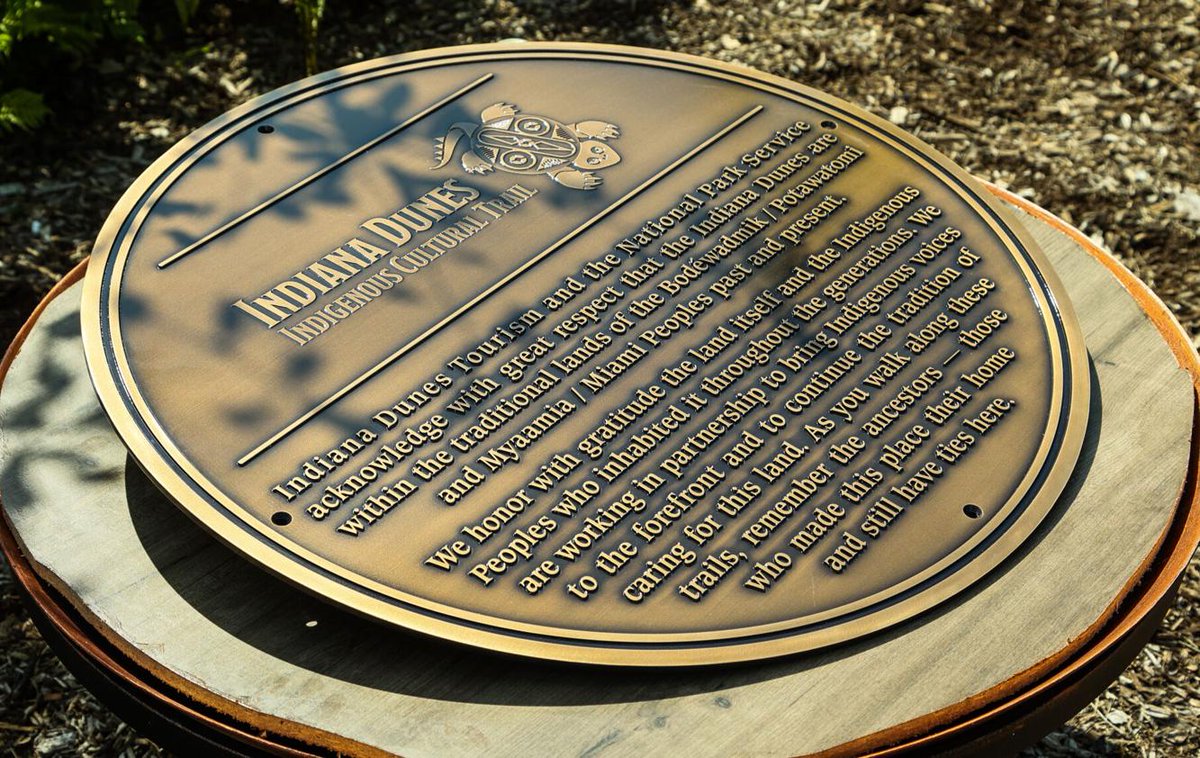 INDIANA DUNES
INDIGENOUS CULTURAL TRAIL
Indiana Dunes Tourism and the National Park Service
acknowledge with great respect that the Indiana Dunes are
within the traditional lands of the Bodéwadmik / Potawatomi
and Myaamia / Miami Peoples past and present.
We honor with gratitude the land itself and the Indigenous
Peoples who inhabited it throughout the generations. We
are working in partnership to bring Indigenous voices
to the forefront and to continue the tradition of
caring for this land. As you walk along these
trails, remember the ancestors — those
who made this place their home
and still have ties here.